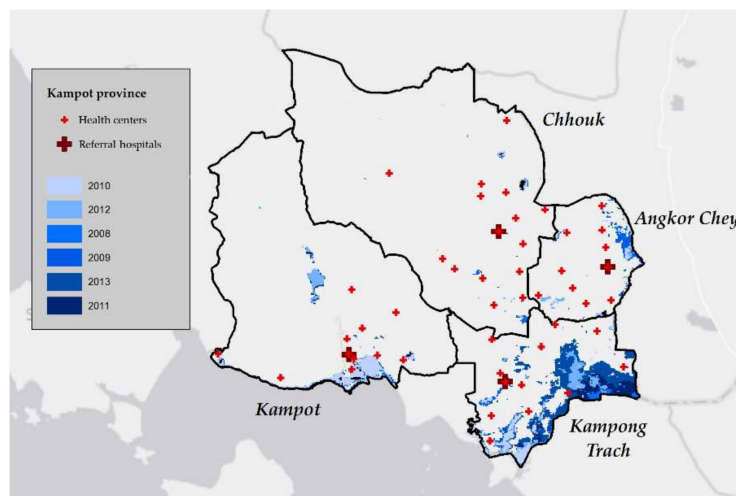 Kampot province
Health centers
Referral hospitals
2010
2012
2008
2009
2013
2011
Chhouk
Angkor Chey
Kampot
Kampong
Trach